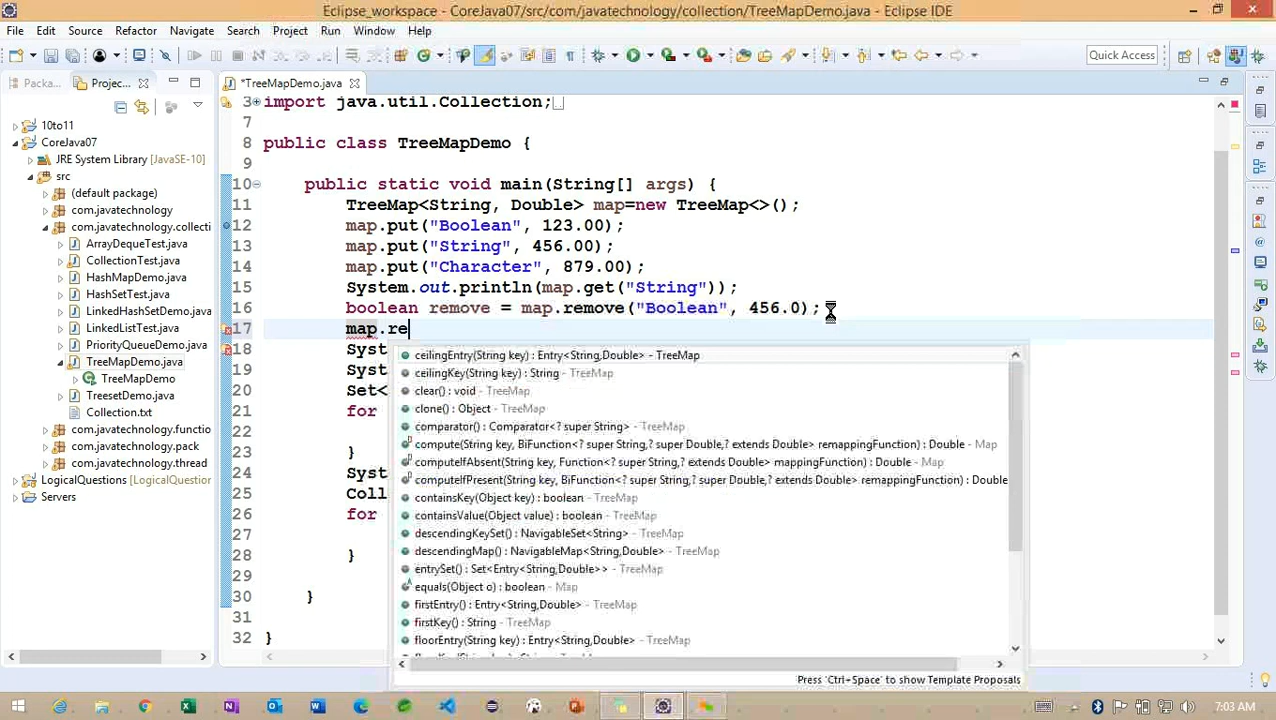 Eclipse_workspace - CoreJava07/src/com/javatechnology/collection/TreeMapDemo.java - Eclipse IDE
File Edit Source Refactor Navigate Search Project Run Window Help
Quick Access
Packa... Projec... *TreeMapDemo.java
10to11
CoreJava07
JRE System Library [JavaSE-10]
src
(default package)
com.javatechnology
com.javatechnology.collecti
ArrayDequeTest.java
CollectionTest.java
HashMapDemo.java
HashSetTest.java
LinkedHashSetDemo.java
LinkedListTest.java
PriorityQueueDemo.java
TreeMapDemo.java
TreeMapDemo
TreesetDemo.java
Collection.txt
com.javatechnology.functio
com.javatechnology.pack
com.javatechnology.thread
LogicalQuestions [LogicalQuestion
Servers
3 import java.util.Collection;
7
8 public class TreeMapDemo {
9
10 public static void main(String[] args) {
11 TreeMap<String, Double> map=new TreeMap<>();
12 map.put("Boolean", 123.00);
13 map.put("String", 456.00);
14 map.put("Character", 879.00);
15 System.out.println(map.get("String"));
16 boolean remove = map.remove("Boolean", 456.0);
17 map.re
18 Syst
19 Syst
20 Set<
21 for
22
23 }
24 Syst
25 Coll
26 for
27
28 }
29
30 }
31
32 }
ceilingEntry(String key) : Entry<String,Double> - TreeMap
ceilingKey(String key) : String - TreeMap
clear() : void - TreeMap
clone() : Object - TreeMap
comparator() : Comparator<? super String> - TreeMap
compute(String key, BiFunction<? super String,? super Double,? extends Double> remappingFunction) : Double - Map
computeIfAbsent(String key, Function<? super String,? extends Double> mappingFunction) : Double - Map
computeIfPresent(String key, BiFunction<? super String,? super Double,? extends Double> remappingFunction) : Double
containsKey(Object key) : boolean - TreeMap
containsValue(Object value) : boolean - TreeMap
descendingKeySet() : NavigableSet<String> - TreeMap
descendingMap() : NavigableMap<String,Double> - TreeMap
entrySet() : Set<Entry<String,Double>> - TreeMap
equals(Object o) : boolean - Map
firstEntry() : Entry<String,Double> - TreeMap
firstKey() : String - TreeMap
floorEntry(String key) : Entry<String,Double> - TreeMap
Press 'Ctrl+Space' to show Template Proposals
7:03 AM